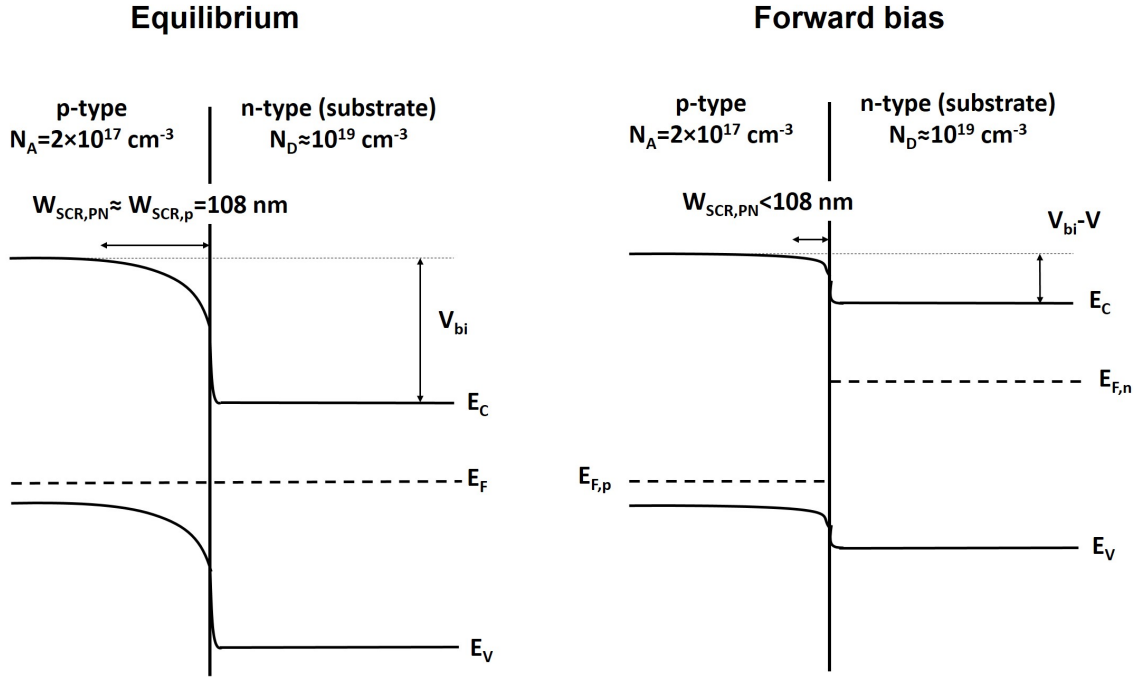 Equilibrium
p-type
N_A=2×10^17 cm^-3
n-type (substrate)
N_D≈10^19 cm^-3
W_SCR,PN≈ W_SCR,p=108 nm
V_bi
E_C
E_F
E_V
Forward bias
p-type
N_A=2×10^17 cm^-3
n-type (substrate)
N_D≈10^19 cm^-3
W_SCR,PN<108 nm
V_bi-V
E_C
E_F,n
E_F,p
E_V